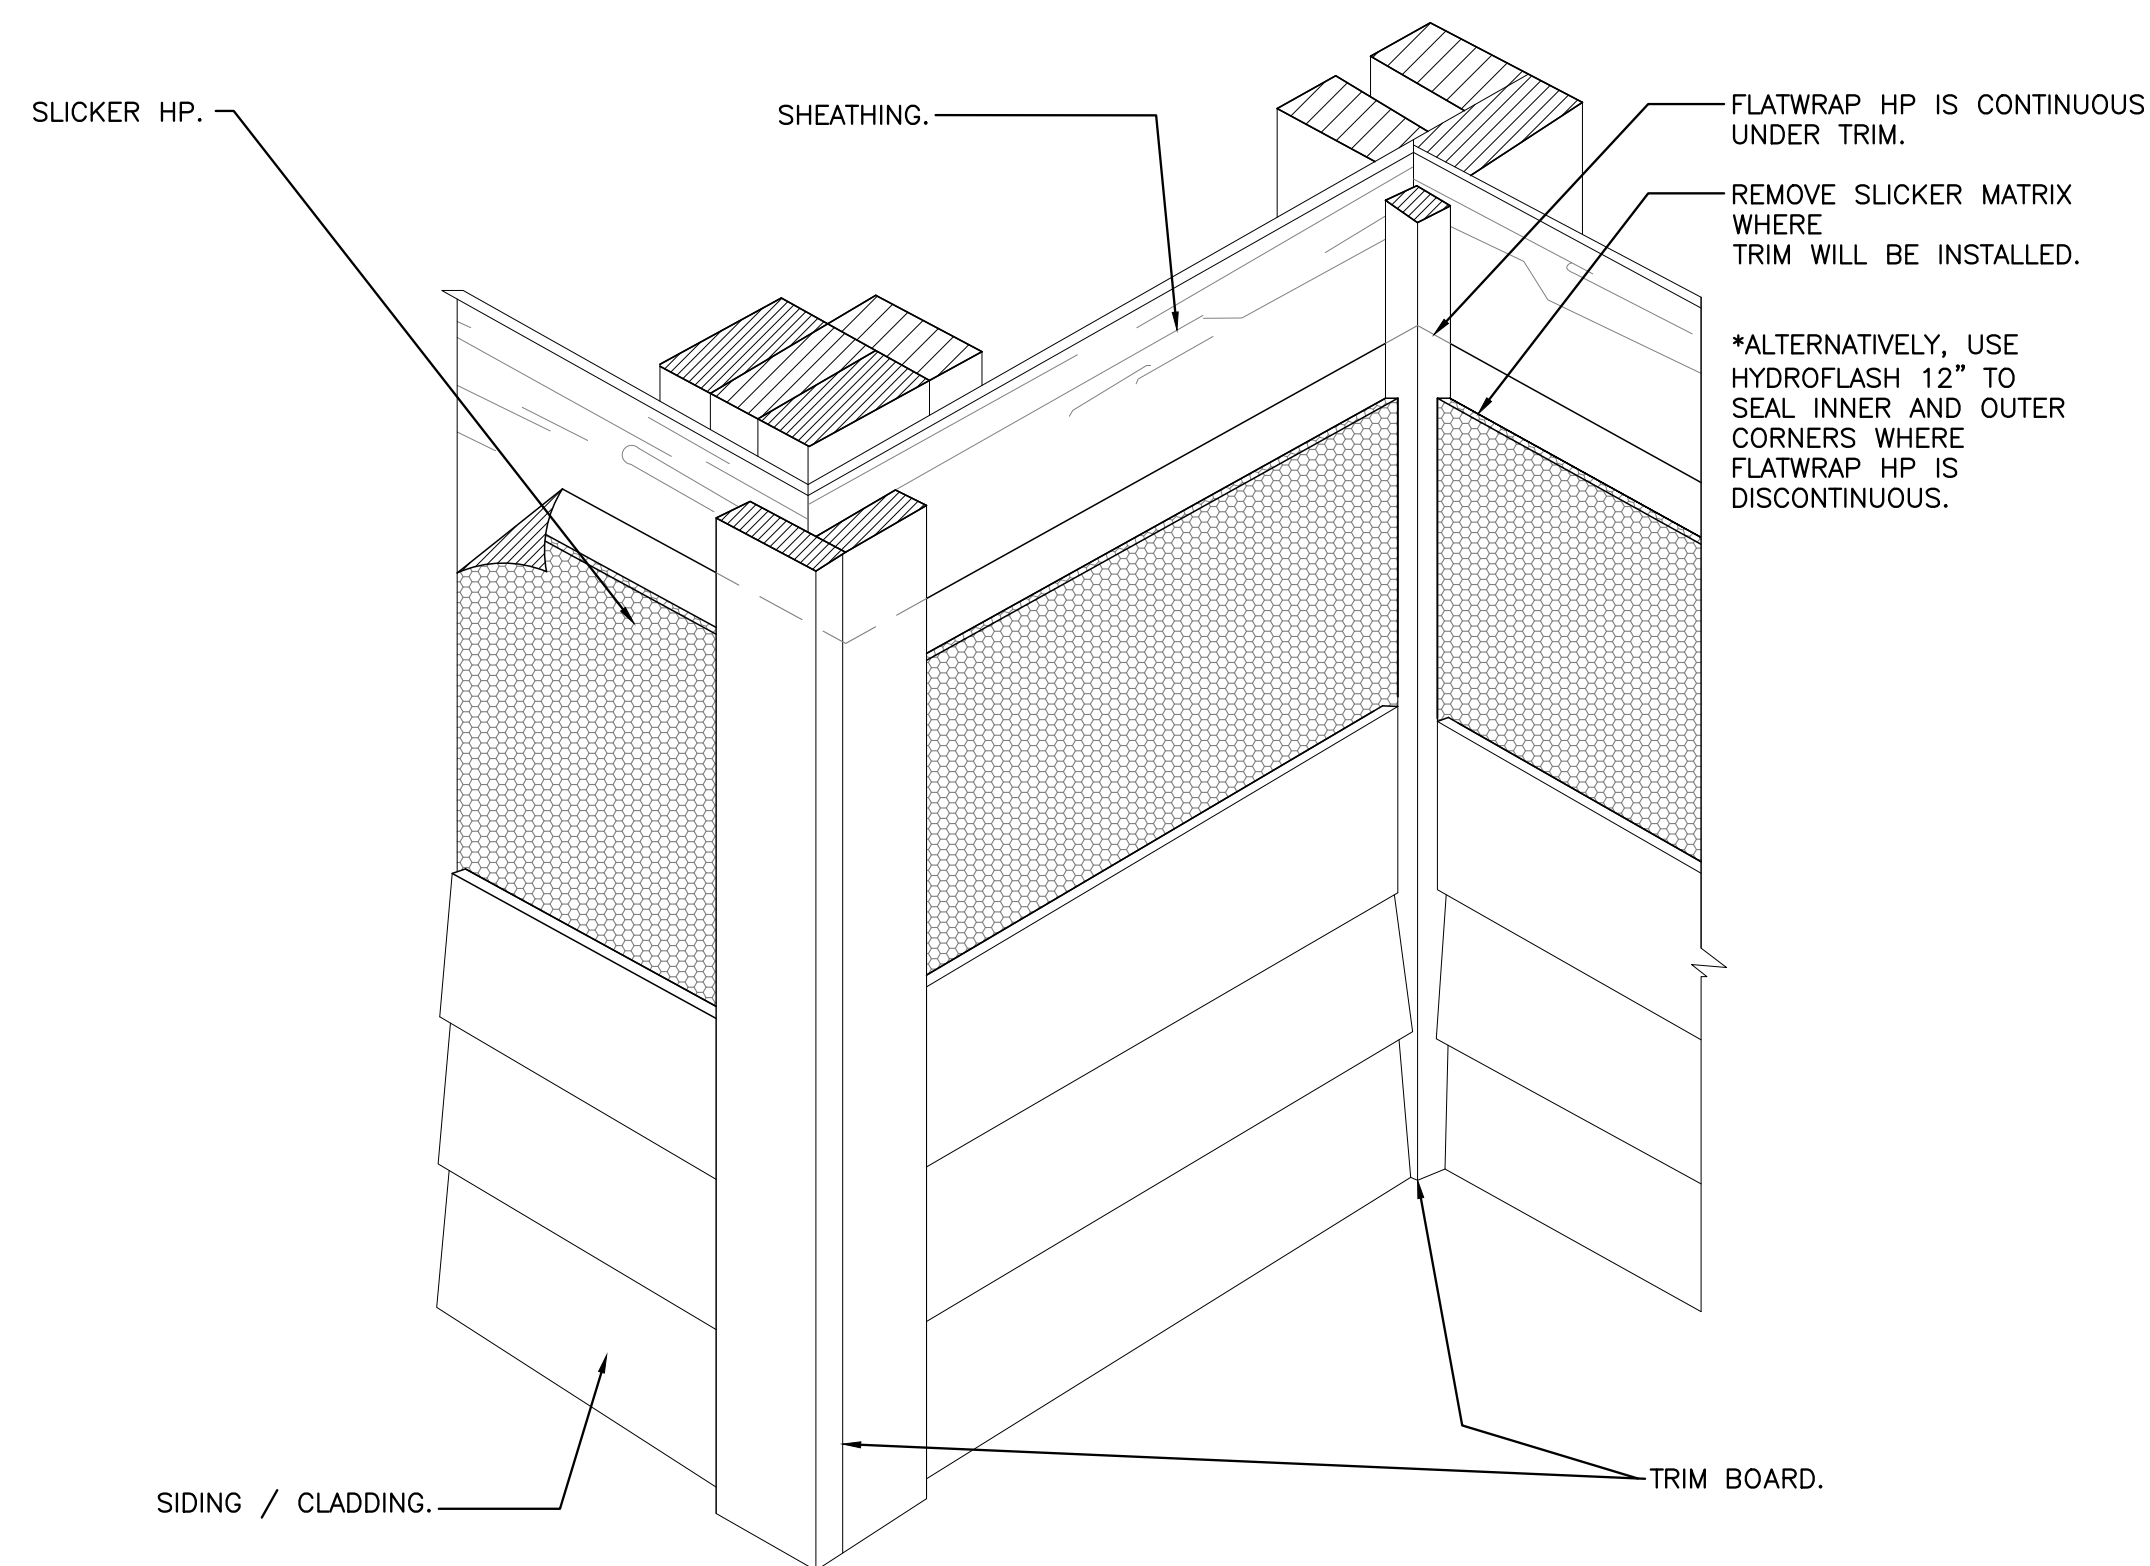 SLICKER HP.
SHEATHING.
FLATWRAP HP IS CONTINUOUS
UNDER TRIM.
REMOVE SLICKER MATRIX
WHERE
TRIM WILL BE INSTALLED.
*ALTERNATIVELY, USE
HYDROFLASH 12” TO
SEAL INNER AND OUTER
CORNERS WHERE
FLATWRAP HP IS
DISCONTINUOUS.
TRIM BOARD.
SIDING / CLADDING.